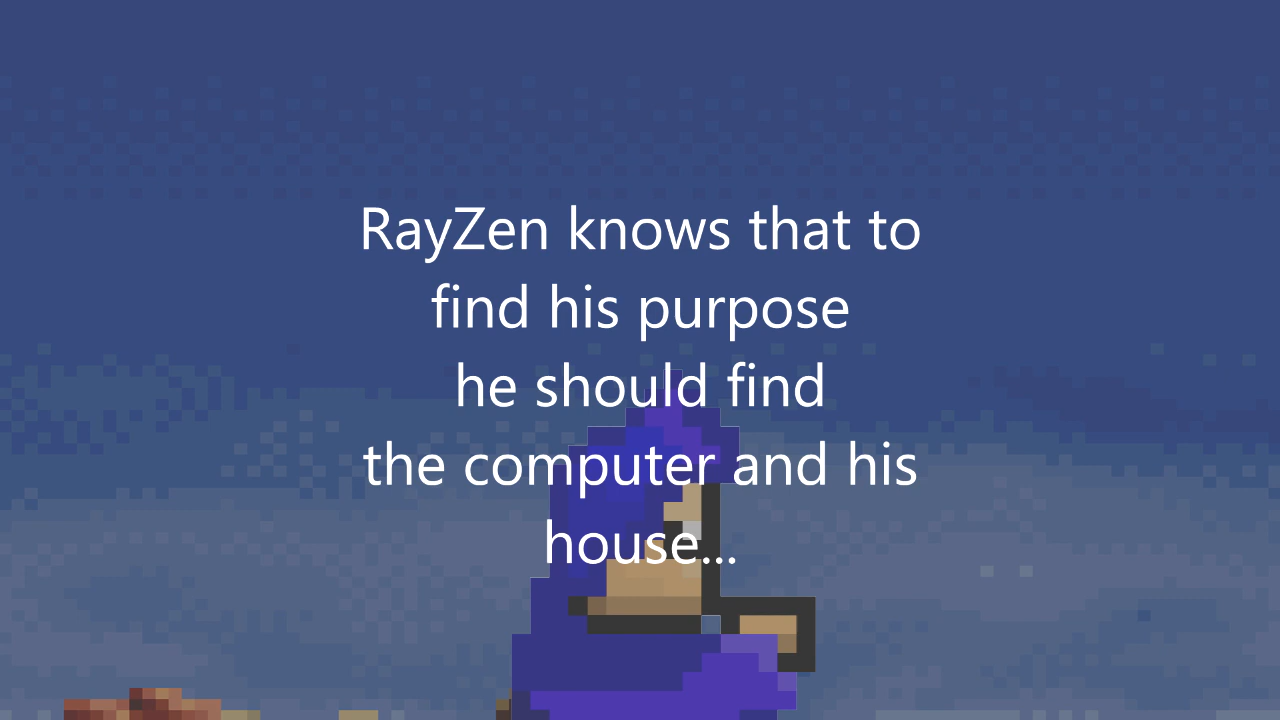 RayZen knows that to
find his purpose
he should find
the computer and his
house...